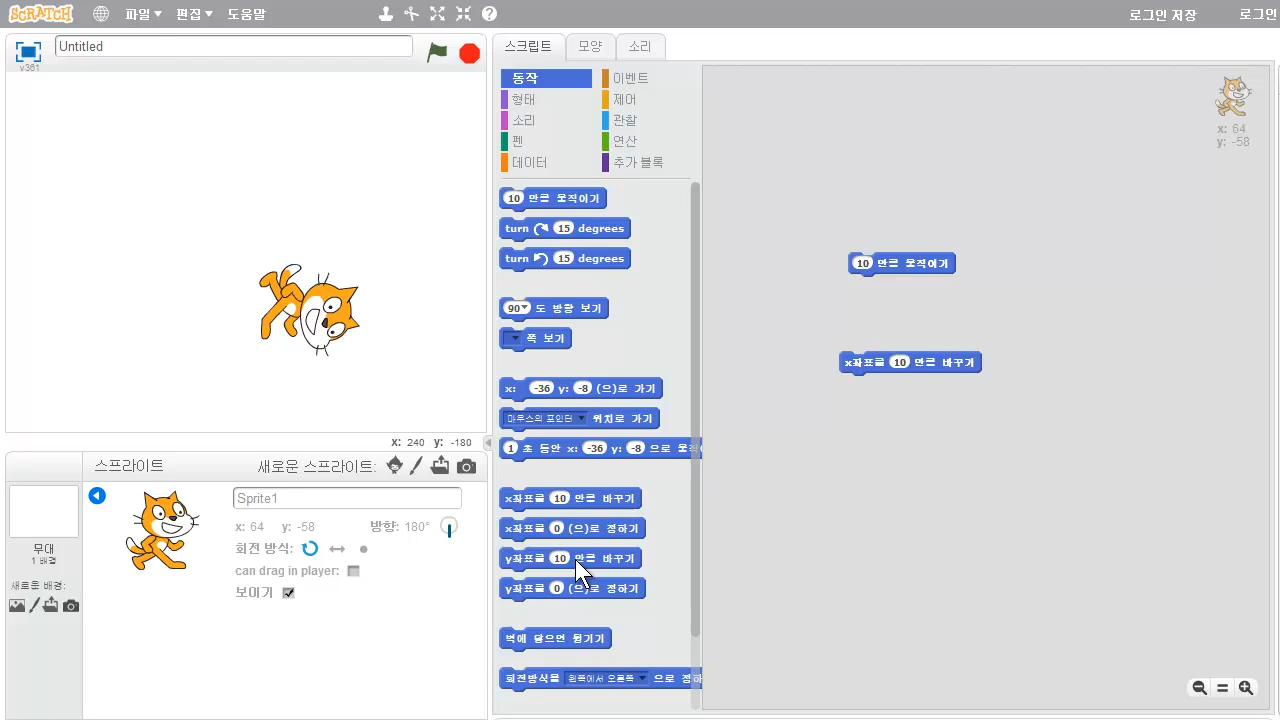 SCRATCH 파일▼ 편집▼ 도움말 로그인 저장 로그인
v361 Untitled
스크립트 모양 소리
동작 이벤트
형태 제어
소리 관찰
펜 연산
데이터 추가 블록
x: 64
y: -58
10 만큼 움직이기
turn 15 degrees
turn 15 degrees
90▼ 도 방향 보기
▼ 쪽 보기
x: -36 y: -8 (으)로 가기
마우스의 포인터 ▼ 위치로 가기
1 초 동안 x: -36 y: -8 으로 움직이
x좌표를 10 만큼 바꾸기
x좌표를 0 (으)로 정하기
y좌표를 10 만큼 바꾸기
y좌표를 0 (으)로 정하기
벽에 닿으면 튕기기
회전방식을 왼쪽에서 오른쪽 ▼ 으로 정하
10 만큼 움직이기
x좌표를 10 만큼 바꾸기
x: 240 y: -180
스프라이트 새로운 스프라이트:
무대
1 배경
새로운 배경:
Sprite1
x: 64 y: -58 방향: 180°
회전 방식:
can drag in player:
보이기